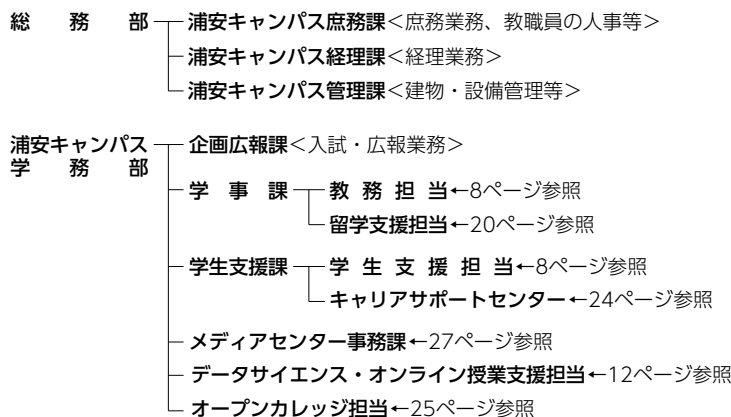 総務部 浦安キャンパス庶務課<庶務業務、教職員の人事等>
浦安キャンパス経理課<経理業務>
浦安キャンパス管理課<建物・設備管理等>
浦安キャンパス学務部 企画広報課<入試・広報業務>
学事課 教務担当←8ページ参照
留学支援担当←20ページ参照
学生支援課 学生支援担当←8ページ参照
キャリアサポートセンター←24ページ参照
メディアセンター事務課←27ページ参照
データサイエンス・オンライン授業支援担当←12ページ参照
オープンカレッジ担当←25ページ参照